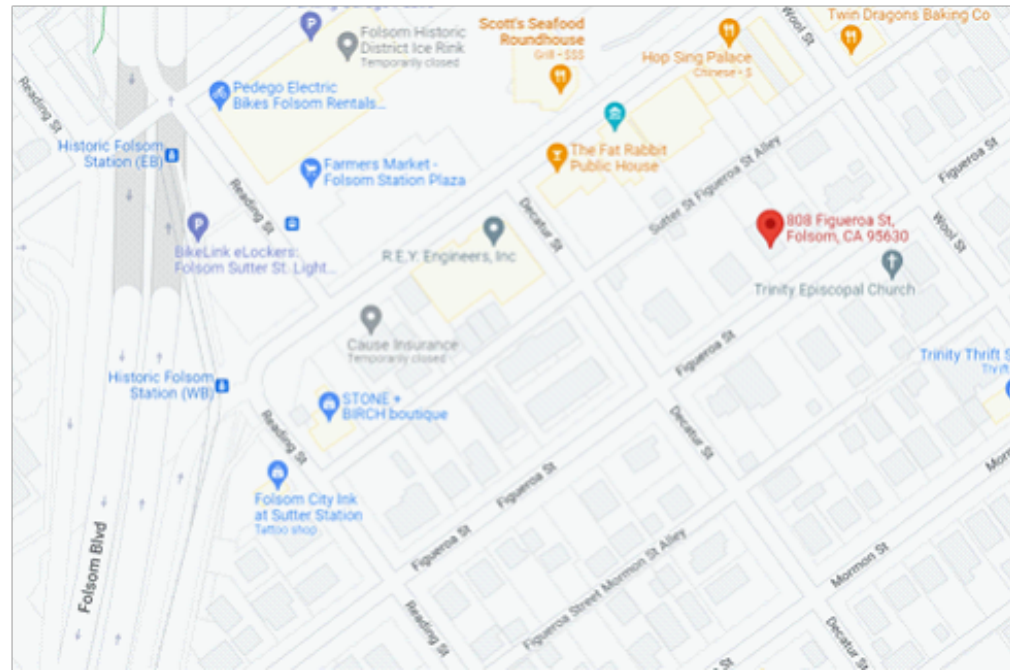 Wool St
Twin Dragons Baking Co
Scott's Seafood
Roundhouse
Grill • $$$
Folsom Historic
District Ice Rink
Temporarily closed
Hop Sing Palace
Chinese • $
Reading St
Pedego Electric
Bikes Folsom Rentals...
Historic Folsom
Station (EB)
Farmers Market -
Folsom Station Plaza
The Fat Rabbit
Public House
Sutter St Figueroa St Alley
Figueroa St
Reading St
Decatur St
Wool St
808 Figueroa St,
Folsom, CA 95630
BikeLink eLockers:
Folsom Sutter St. Light...
R.E.Y. Engineers, Inc
Trinity Episcopal Church
Cause Insurance
Temporarily closed
Figueroa St
Trinity Thrift
Historic Folsom
Station (WB)
STONE +
BIRCH boutique
Reading St
Decatur St
Folsom City Ink
at Sutter Station
Tattoo shop
Figueroa St
Figueroa St
Folsom Blvd
Figueroa Street Mormon St Alley
Mormon St
Reading St
Decatur St